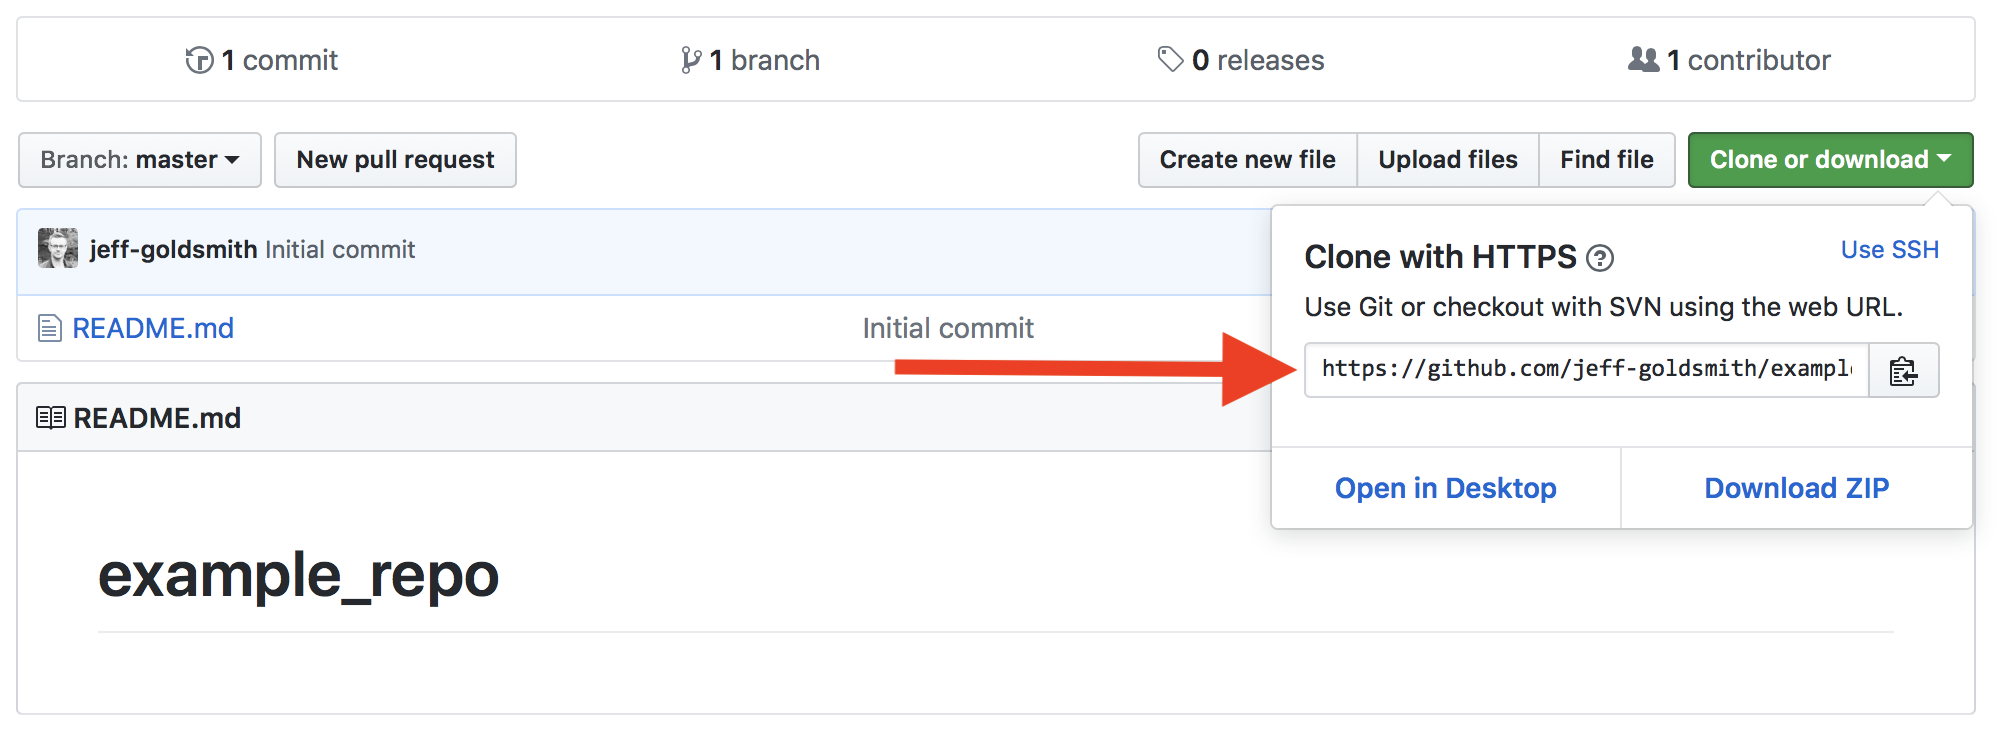 1 commit
1 branch
0 releases
1 contributor
Branch: master
New pull request
Create new file
Upload files
Find file
Clone or download
jeff-goldsmith Initial commit
Clone with HTTPS
Use SSH
Use Git or checkout with SVN using the web URL.
README.md
Initial commit
https://github.com/jeff-goldsmith/exampl
README.md
Open in Desktop
Download ZIP
example_repo